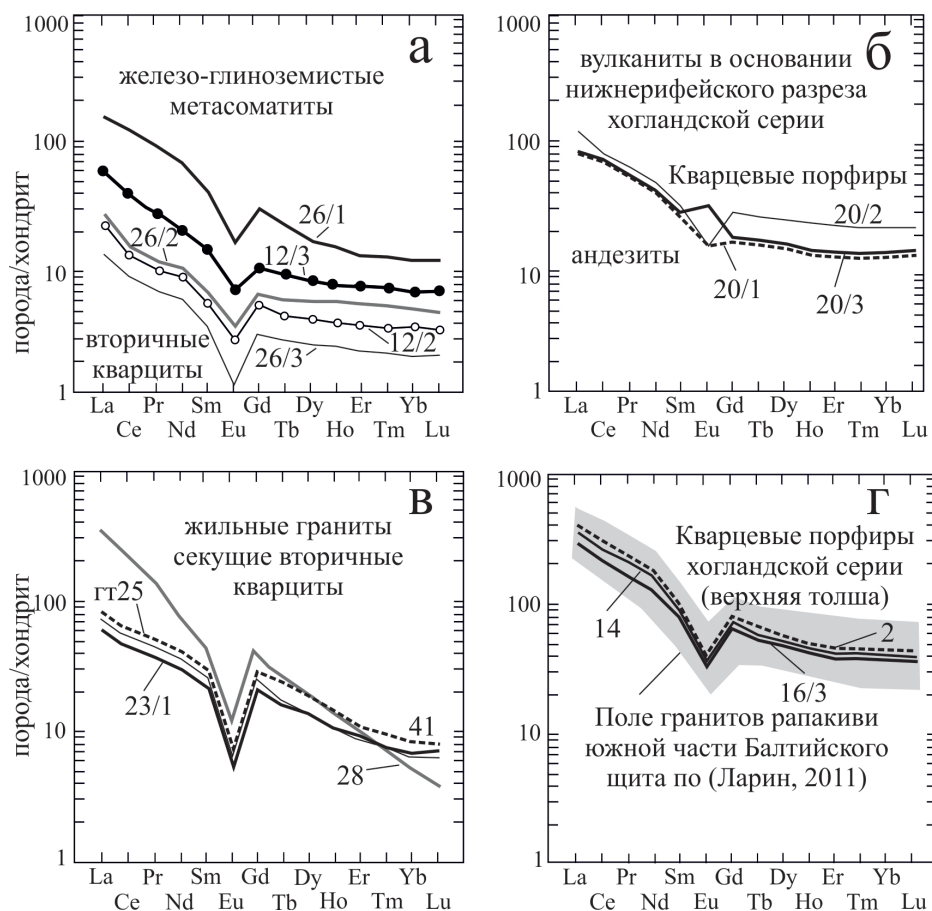 1000
100
10
1
порода/хондрит
а
железо-глиноземистые
метасоматиты
26/1
26/2
12/3
12/2
26/3
вторичные
кварциты
La Pr Sm Gd Dy Er Yb
Ce Nd Eu Tb Ho Tm Lu
1000
100
10
1
б
вулканиты в основании
нижнерифейского разреза
хогландской серии
Кварцевые порфиры
20/2
андезиты
20/1
20/3
La Pr Sm Gd Dy Er Yb
Ce Nd Eu Tb Ho Tm Lu
1000
100
10
1
порода/хондрит
в
жильные граниты
секущие вторичные
кварциты
гт25
23/1
41
28
La Pr Sm Gd Dy Er Yb
Ce Nd Eu Tb Ho Tm Lu
1000
100
10
1
г
Кварцевые порфиры
хогландской серии
(верхняя толша)
14
2
16/3
Поле гранитов рапакиви
южной части Балтийского
щита по (Ларин, 2011)
La Pr Sm Gd Dy Er Yb
Ce Nd Eu Tb Ho Tm Lu